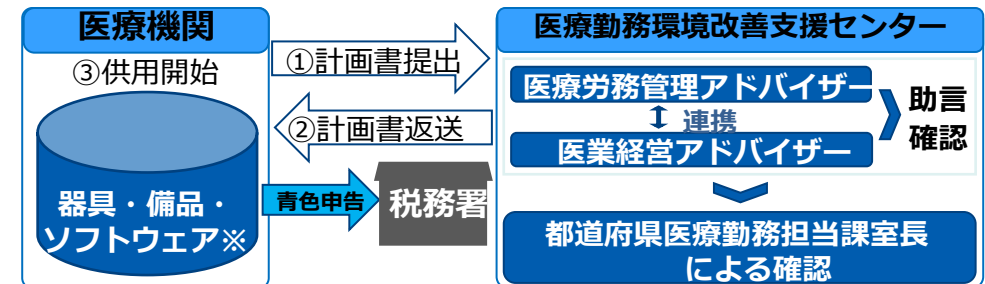 医療機関
③供用開始
器具・備品・
ソフトウェア※
①計画書提出
②計画書返送
青色申告
税務署
医療勤務環境改善支援センター
医療労務管理アドバイザー
連携
医業経営アドバイザー
助言
確認
都道府県医療勤務担当課室長
による確認